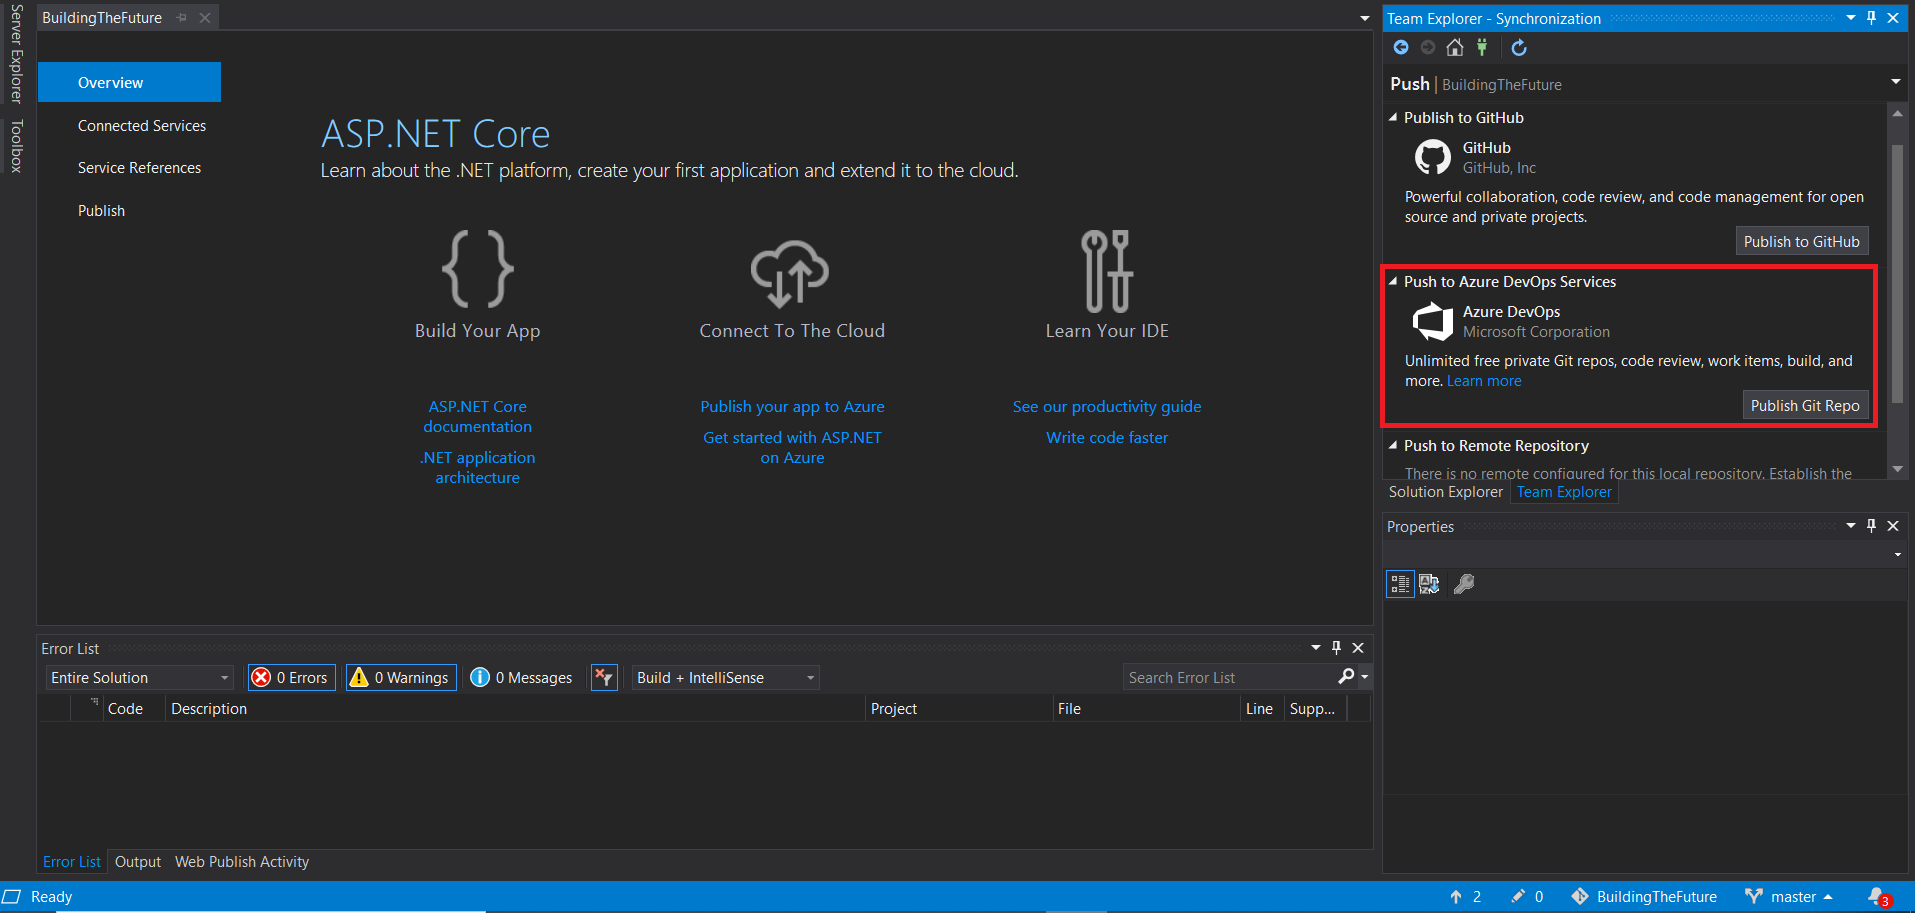 Server Explorer
Toolbox
BuildingTheFuture
Overview
Connected Services
Service References
Publish
ASP.NET Core
Learn about the .NET platform, create your first application and extend it to the cloud.
Build Your App
ASP.NET Core
documentation
.NET application
architecture
Connect To The Cloud
Publish your app to Azure
Get started with ASP.NET
on Azure
Learn Your IDE
See our productivity guide
Write code faster
Team Explorer - Synchronization
Push | BuildingTheFuture
Publish to GitHub
GitHub
GitHub, Inc
Powerful collaboration, code review, and code management for open
source and private projects.
Publish to GitHub
Push to Azure DevOps Services
Azure DevOps
Microsoft Corporation
Unlimited free private Git repos, code review, work items, build, and
more. Learn more
Publish Git Repo
Push to Remote Repository
There is no remote configured for this local repository. Establish the
Solution Explorer Team Explorer
Properties
Error List
Entire Solution 0 Errors 0 Warnings 0 Messages Build + IntelliSense Search Error List
Code Description Project File Line Supp...
Error List Output Web Publish Activity
Ready 2 0 BuildingTheFuture master 3